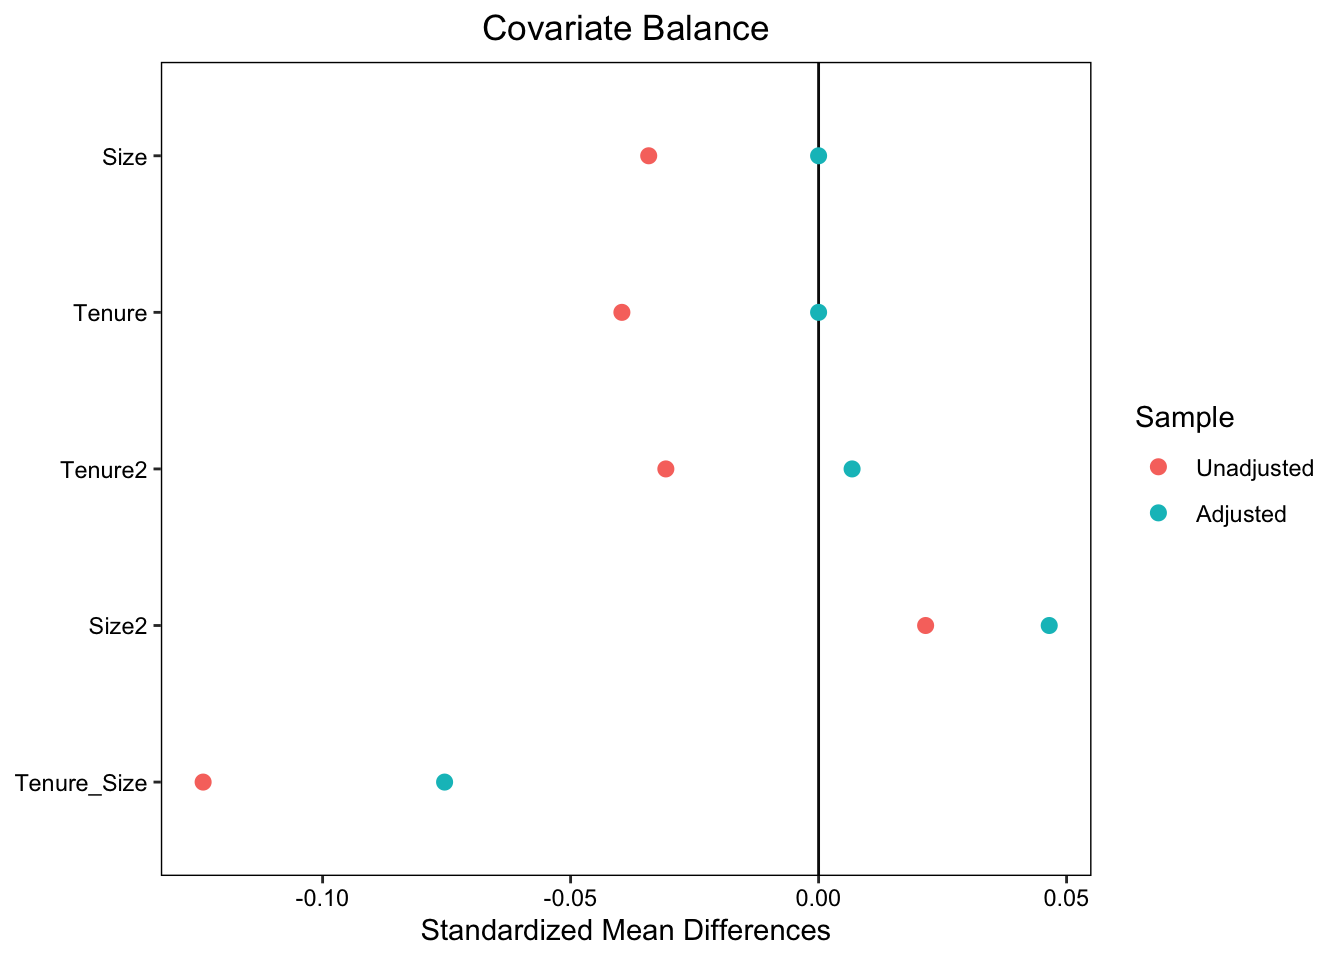 Covariate Balance
Size
Tenure
Tenure2
Size2
Tenure_Size
-0.10
-0.05
0.00
0.05
Standardized Mean Differences
Sample
Unadjusted
Adjusted